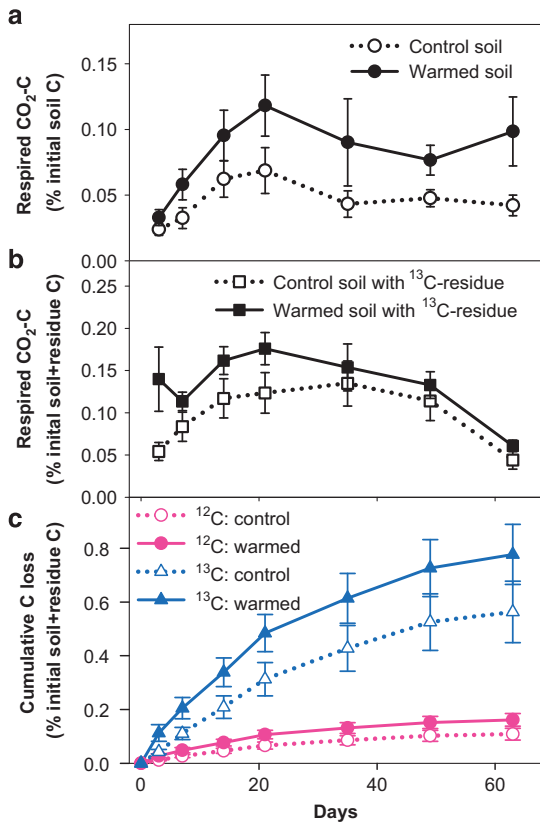 a
Control soil
Warmed soil
Respired CO₂-C
(% initial soil C)
0.15
0.10
0.05
0.00
b
Control soil with ¹³C-residue
Warmed soil with ¹³C-residue
Respired CO₂-C
(% inital soil+residue C)
0.25
0.20
0.15
0.10
0.05
0.00
c
¹²C: control
¹²C: warmed
¹³C: control
¹³C: warmed
Cumulative C loss
(% initial soil+residue C)
0.8
0.6
0.4
0.2
0.0
0 20 40 60
Days